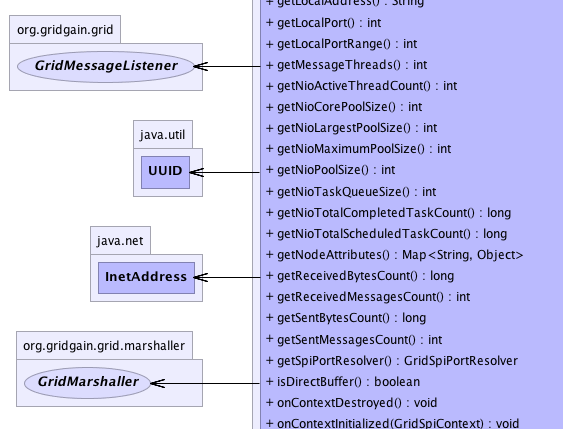 org.gridgain.grid
GridMessageListener
java.util
UUID
java.net
InetAddress
org.gridgain.grid.marshaller
GridMarshaller
getLocalAddress() : String
+ getLocalPort() : int
+ getLocalPortRange() : int
+ getMessageThreads() : int
+ getNioActiveThreadCount() : int
+ getNioCorePoolSize() : int
+ getNioLargestPoolSize() : int
+ getNioMaximumPoolSize() : int
+ getNioPoolSize() : int
+ getNioTaskQueueSize() : int
+ getNioTotalCompletedTaskCount() : long
+ getNioTotalScheduledTaskCount() : long
+ getNodeAttributes() : Map<String, Object>
+ getReceivedBytesCount() : long
+ getReceivedMessagesCount() : int
+ getSentBytesCount() : long
+ getSentMessagesCount() : int
+ getSpiPortResolver() : GridSpiPortResolver
+ isDirectBuffer() : boolean
+ onContextDestroyed() : void
+ onContextInitialized(GridSpiContext) : void